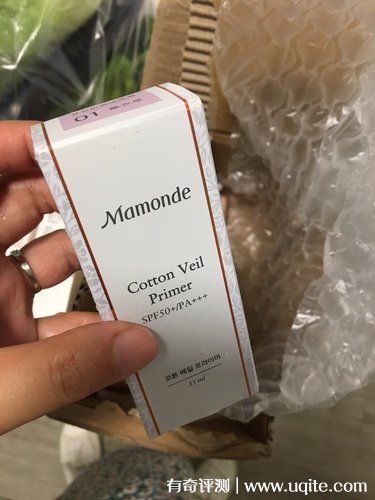 Mamonde
Cotton Veil
Primer
SPF50+/PA+++
코튼 베일 프라이머
35 ml
有奇评测 | www.uqite.com